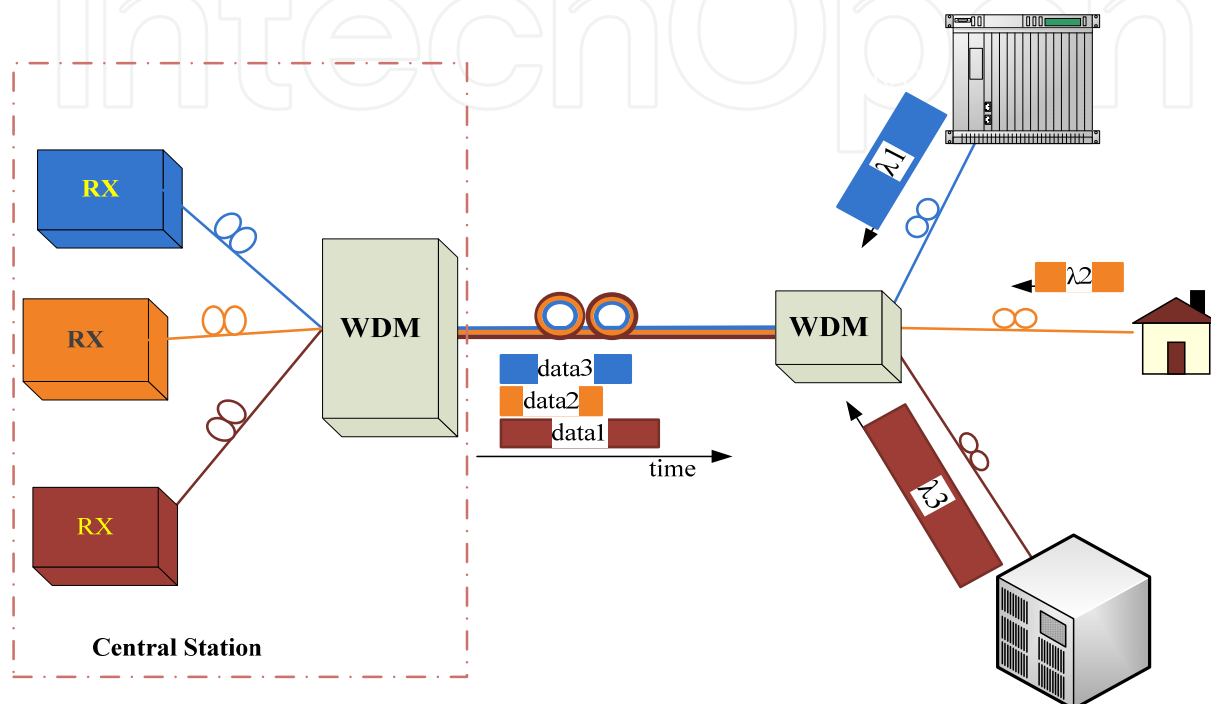 IntechOpen
RX
RX
RX
WDM
Central Station
data3
data2
data1
time
WDM
λ1
λ2
λ3